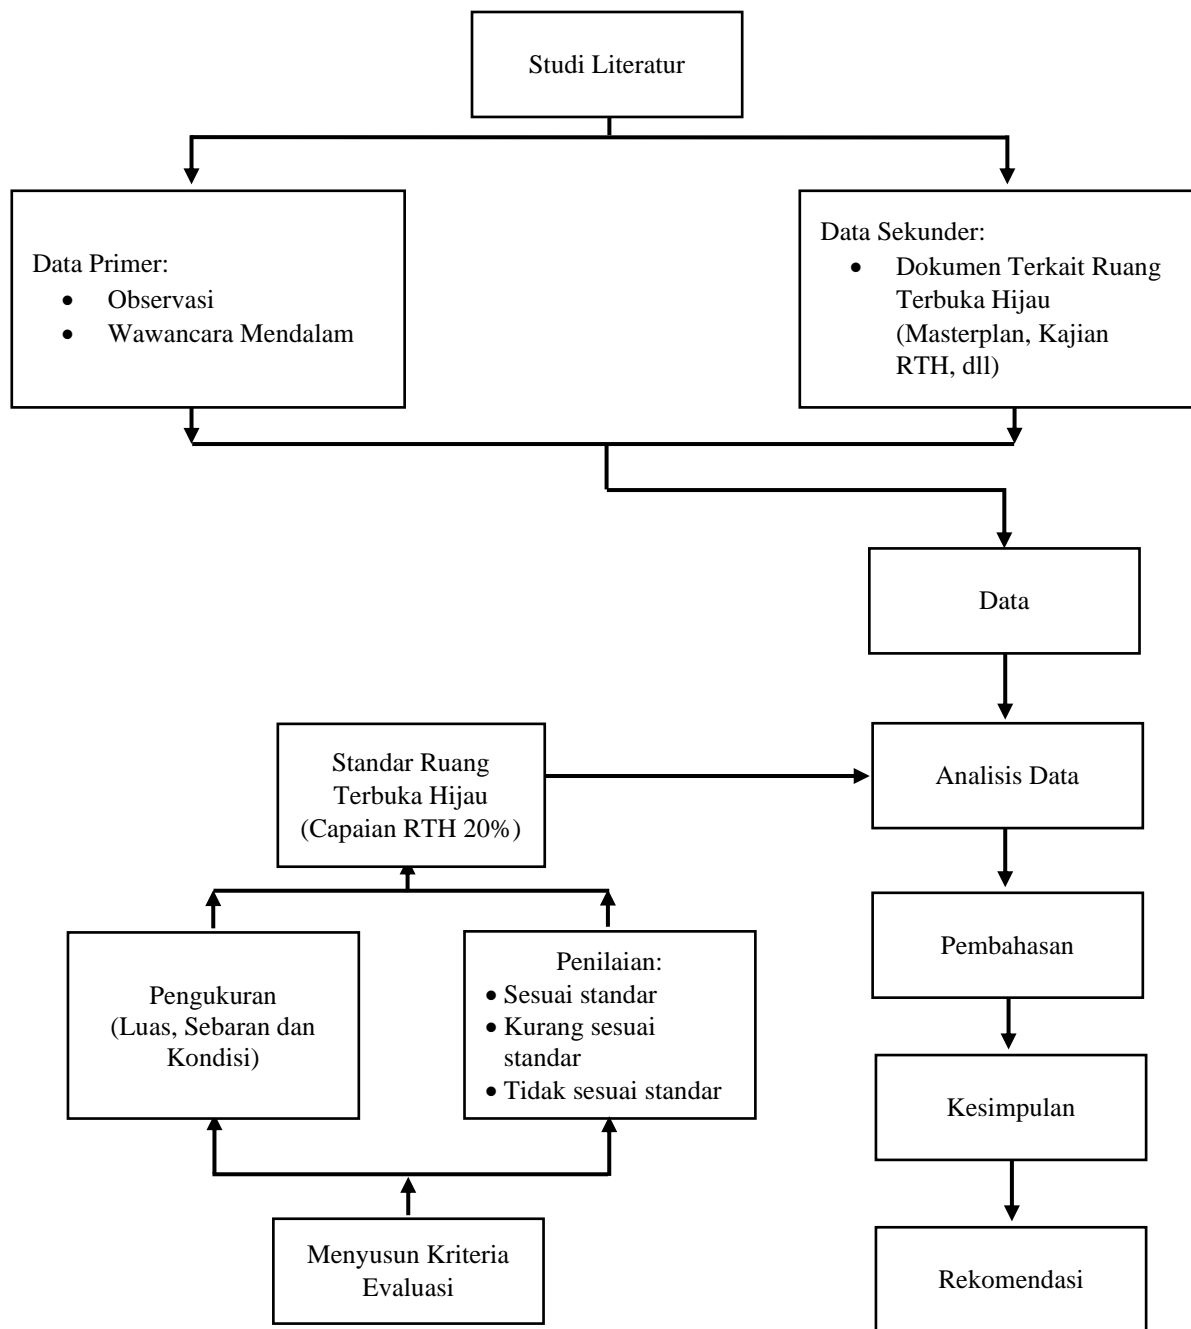 Studi Literatur
Data Primer:
• Observasi
• Wawancara Mendalam
Data Sekunder:
• Dokumen Terkait Ruang
Terbuka Hijau
(Masterplan, Kajian
RTH, dll)
Data
Standar Ruang
Terbuka Hijau
(Capaian RTH 20%)
Analisis Data
Pengukuran
(Luas, Sebaran dan
Kondisi)
Penilaian:
• Sesuai standar
• Kurang sesuai
standar
• Tidak sesuai standar
Pembahasan
Kesimpulan
Menyusun Kriteria
Evaluasi
Rekomendasi